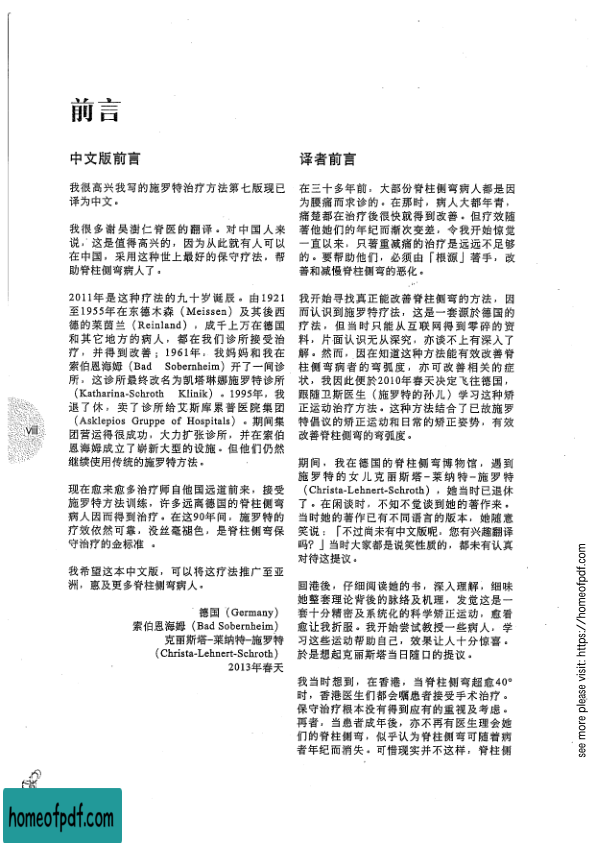 前言
中文版前言
我很高兴我写的施罗特治疗方法第七版现已
译为中文。
我很多谢吴澍仁脊医的翻译。对中国人来
说，这是值得高兴的，因为从此就有人可以
在中国，采用这种世上最好的保守疗法，帮
助脊柱侧弯病人了。
2011年是这种疗法的九十岁诞辰。由1921
至1955年在东德木森（Meissen）及其後西
德的莱茵兰（Reinland），成千上万在德国
和其它地方的病人，都在我们诊所接受治
疗，并得到改善；1961年，我妈妈和我在
索伯恩海姆（Bad Sobernheim）开了一间诊
所，这诊所最终改名为凯塔琳娜施罗特诊所
（Katharina-Schroth Klinik）。1995年，我
退了休，卖了诊所给艾斯库累普医院集团
（Asklepios Gruppe of Hospitals）。期间集
团营运得很成功，大力扩张诊所，并在索伯
恩海姆成立了崭新大型的设施。但他们仍然
继续使用传统的施罗特方法。
现在愈来愈多治疗师自他国远道前来，接受
施罗特方法训练，许多远离德国的脊柱侧弯
病人因而得到治疗。在这90年间，施罗特的
疗效依然可靠，没丝毫褪色，是脊柱侧弯保
守治疗的金标准 。
我希望这本中文版，可以将这疗法推广至亚
洲，惠及更多脊柱侧弯病人。
德国（Germany）
索伯恩海姆（Bad Sobernheim）
克丽斯塔-莱纳特-施罗特
（Christa-Lehnert-Schroth）
2013年春天
译者前言
在三十多年前，大部份脊柱侧弯病人都是因
为腰痛而求诊的。在那时，病人大都年青，
痛楚都在治疗後很快就得到改善。但疗效随
著他她们的年纪而渐次变差，令我开始惊觉
一直以来，只著重减痛的治疗是远远不足够
的。要帮助他们，必须由「根源」著手，改
善和减慢脊柱侧弯的恶化。
我开始寻找真正能改善脊柱侧弯的方法，因
而认识到施罗特疗法，这是一套源於德国的
疗法，但当时只能从互联网得到零碎的资
料，片面认识无从探究，亦谈不上有深入了
解。然而，因在知道这种方法能有效改善脊
柱侧弯病者的弯弧度，亦可改善相关的症
状，我因此便於2010年春天决定飞往德国，
跟随卫斯医生（施罗特的孙儿）学习这种矫
正运动治疗方法。这种方法结合了已故施罗
特倡议的矫正运动和日常的矫正姿势，有效
改善脊柱侧弯的弯弧度。
期间，我在德国的脊柱侧弯博物馆，遇到
施罗特的女儿克丽斯塔-莱纳特-施罗特
（Christa-Lehnert-Schroth），她当时已退休
了。在闲谈时，不知不觉谈到她的著作来。
当时她的著作已有不同语言的版本，她随意
笑说：「不过尚未有中文版呢，您有兴趣翻译
吗？」当时大家都是说笑性质的，都未有认真
对待这提议。
回港後，仔细阅读她的书，深入理解，细味
她整套理论背後的脉络及机理，发觉这是一
套十分精密及系统化的科学矫正运动，愈看
愈让我折服。我开始尝试教授一些病人，学
习这些运动帮助自己，效果让人十分惊喜。
於是想起克丽斯塔当日随口的提议。
我当时想到，在香港，当脊柱侧弯超愈40°
时，香港医生们都会嘱患者接受手术治疗。
保守治疗根本没有得到应有的重视及考虑。
再者，当患者成年後，亦不再有医生理会她
们的脊柱侧弯，似乎认为脊柱侧弯可随着病
者年纪而消失。可惜现实并不这样，脊柱侧
viii
see more please visit: https://homeofpdf.com
homeofpdf.com